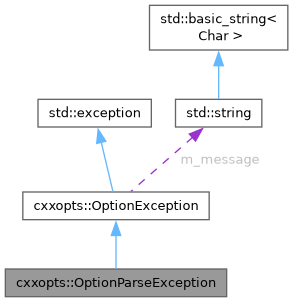 std::basic_string<
Char >
std::exception
std::string
m_message
cxxopts::OptionException
cxxopts::OptionParseException